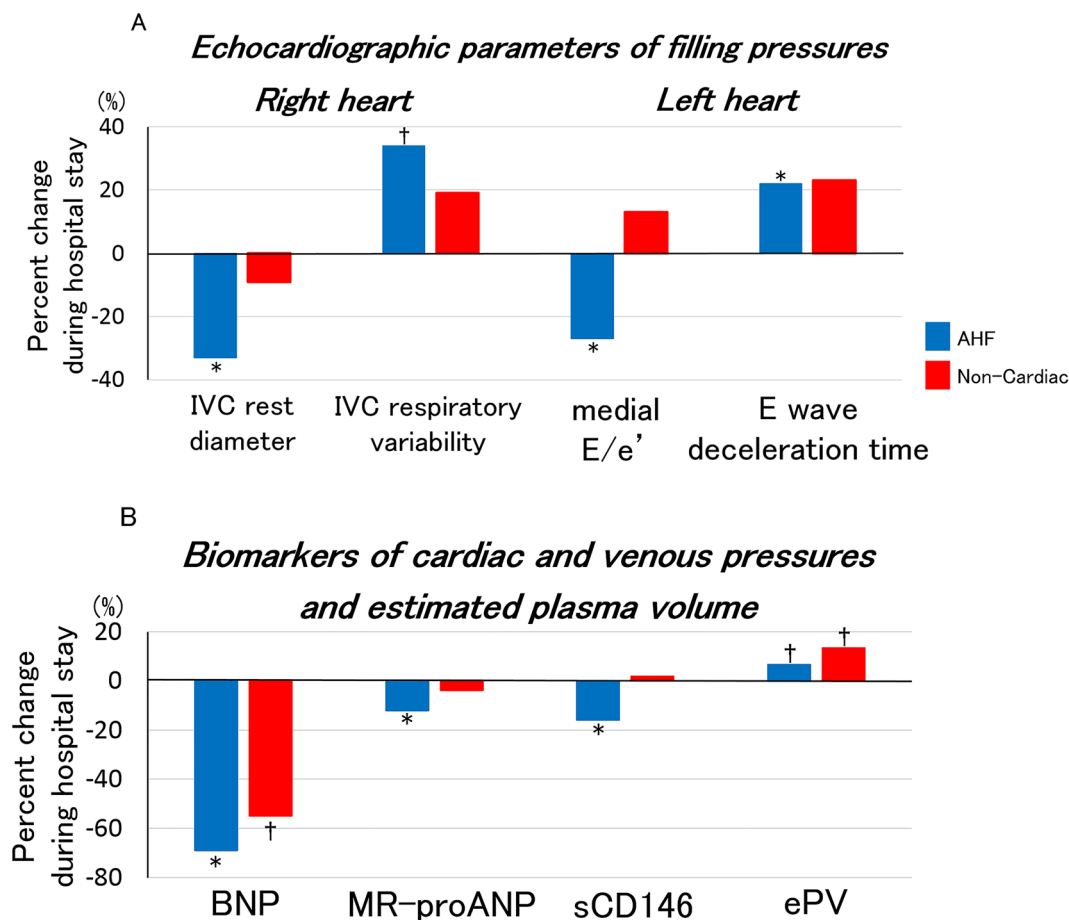 A
Echocardiographic parameters of filling pressures
(%)
Right heart
Left heart
Percent change
during hospital stay
40
20
0
-20
-40
†
*
*
*
IVC rest
diameter
IVC respiratory
variability
medial
E/e’
E wave
deceleration time
AHF
Non-Cardiac
B
Biomarkers of cardiac and venous pressures
and estimated plasma volume
(%)
Percent change
during hospital stay
20
0
-20
-40
-60
-80
*
†
*
*
†
†
BNP
MR-proANP
sCD146
ePV